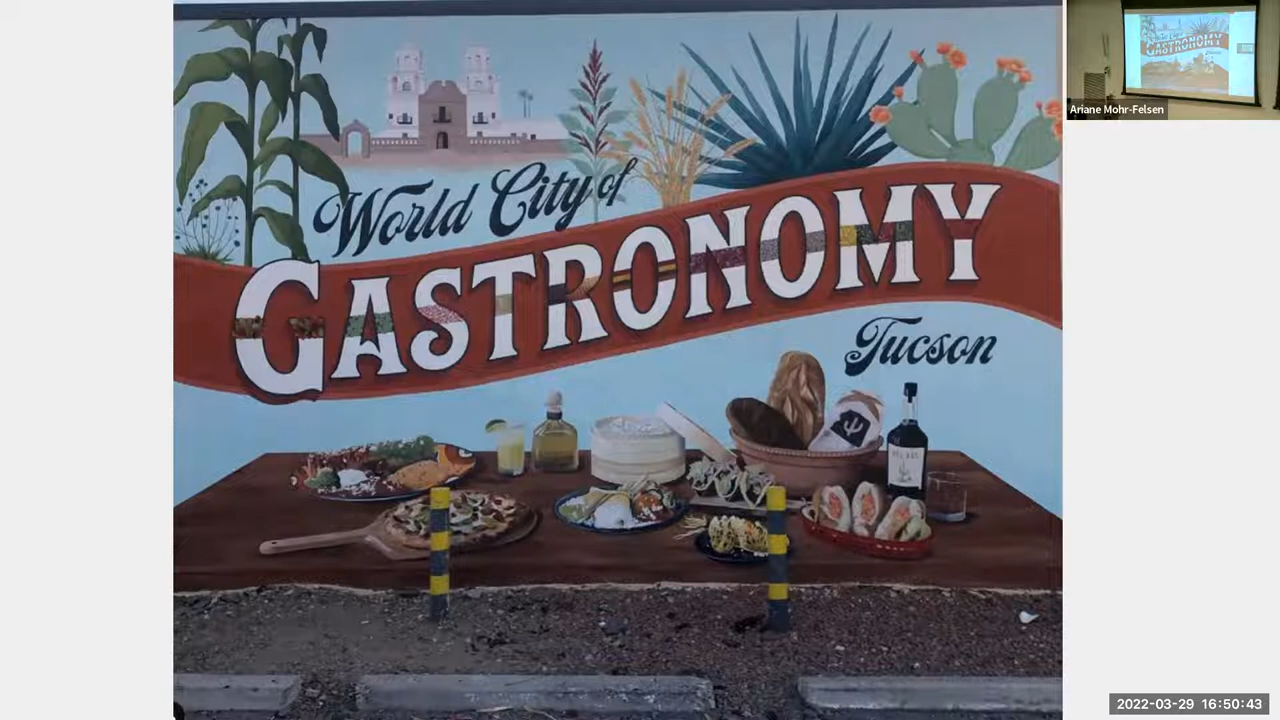 World City of
GASTRONOMY
Tucson
Ariane Mohr-Felsen
2022-03-29 16:50:43